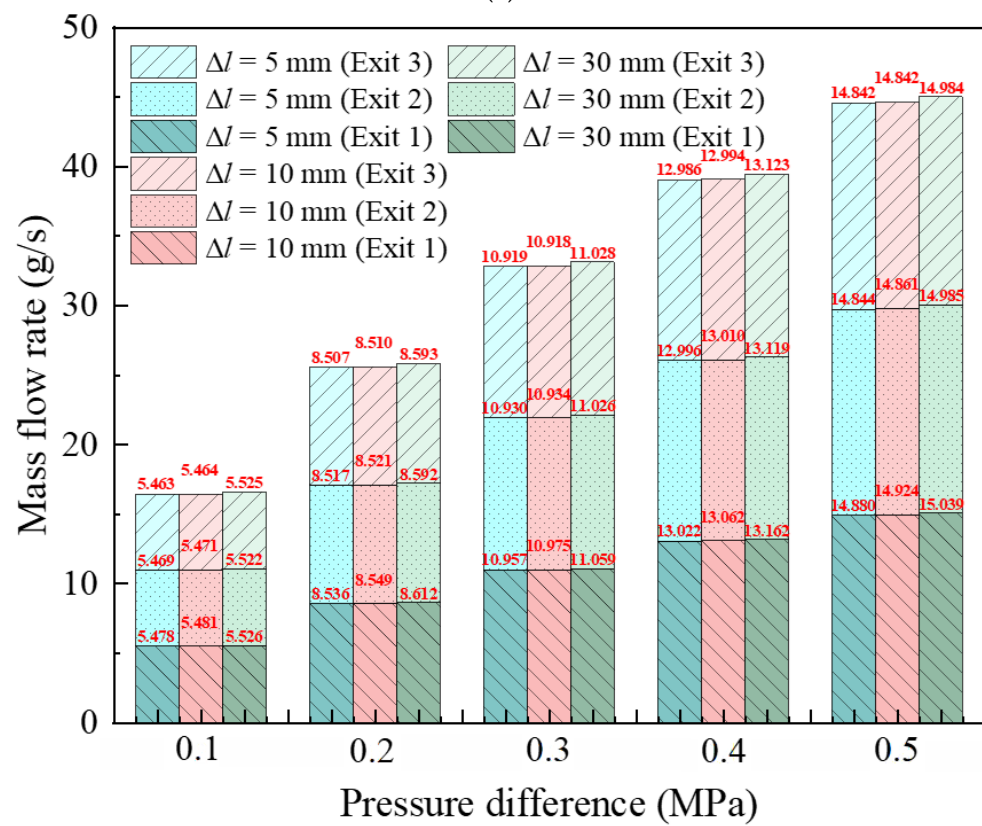 50
40
30
20
10
0
Mass flow rate (g/s)
Δl = 5 mm (Exit 3)
Δl = 5 mm (Exit 2)
Δl = 5 mm (Exit 1)
Δl = 10 mm (Exit 3)
Δl = 10 mm (Exit 2)
Δl = 10 mm (Exit 1)
Δl = 30 mm (Exit 3)
Δl = 30 mm (Exit 2)
Δl = 30 mm (Exit 1)
5.463 5.464 5.525
5.469 5.471 5.522
5.478 5.481 5.526
8.507 8.510 8.593
8.517 8.521 8.592
8.536 8.549 8.612
10.919 10.918 11.028
10.930 10.934 11.026
10.957 10.975 11.059
12.986 12.994 13.123
12.996 13.010 13.119
13.022 13.062 13.162
14.842 14.842 14.984
14.844 14.861 14.985
14.880 14.924 15.039
0.1 0.2 0.3 0.4 0.5
Pressure difference (MPa)